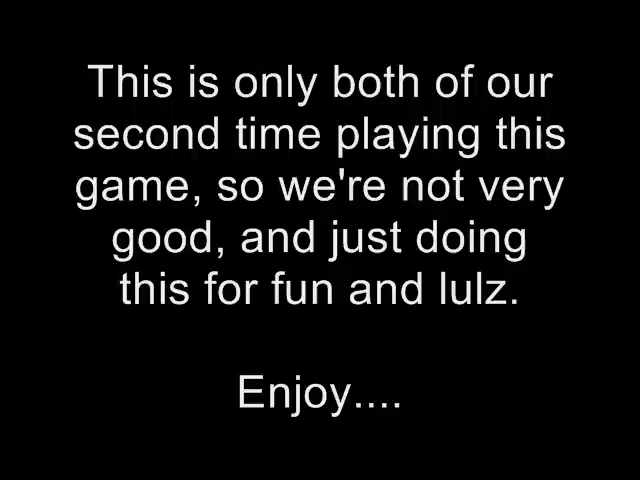 This is only both of our
second time playing this
game, so we're not very
good, and just doing
this for fun and lulz.
Enjoy....